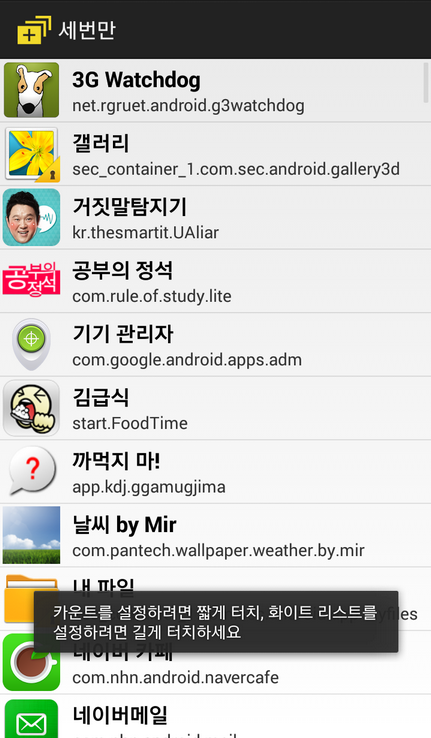 세번만
3G Watchdog
net.rgruet.android.g3watchdog
갤러리
sec_container_1.com.sec.android.gallery3d
거짓말탐지기
kr.thesmartit.UAliar
공부의
정석
공부의 정석
com.rule.of.study.lite
기기 관리자
com.google.android.apps.adm
김급식
start.FoodTime
?
까먹지 마!
app.kdj.ggamugjima
날씨 by Mir
com.pantech.wallpaper.weather.by.mir
내 파일
카운트를 설정하려면 짧게 터치, 화이트 리스트를
설정하려면 길게 터치하세요
네이버 카페
com.nhn.android.navercafe
네이버메일